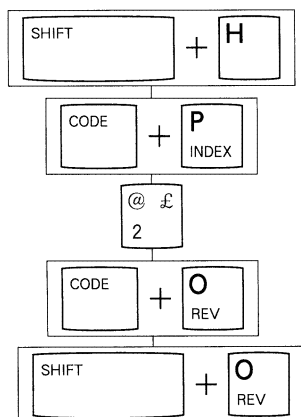 SHIFT + H
CODE + P INDEX
@ £
2
CODE + O REV
SHIFT + O REV